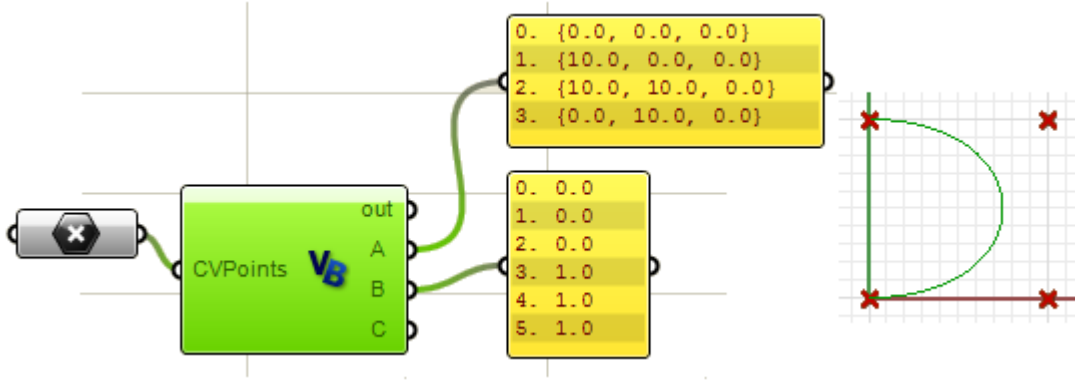 0. {0.0, 0.0, 0.0}
1. {10.0, 0.0, 0.0}
2. {10.0, 10.0, 0.0}
3. {0.0, 10.0, 0.0}
CVPoints
VB
out
A
B
C
0. 0.0
1. 0.0
2. 0.0
3. 1.0
4. 1.0
5. 1.0